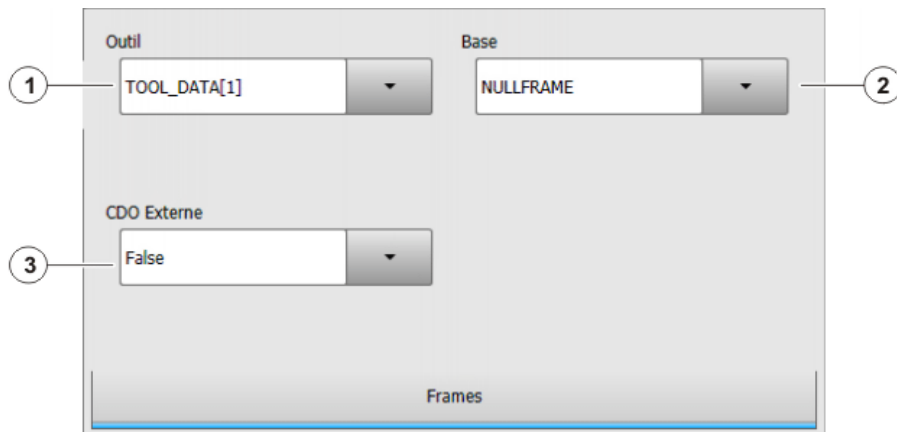 Outil
Base
1
TOOL_DATA[1]
NULLFRAME
2
CDO Externe
3
False
Frames